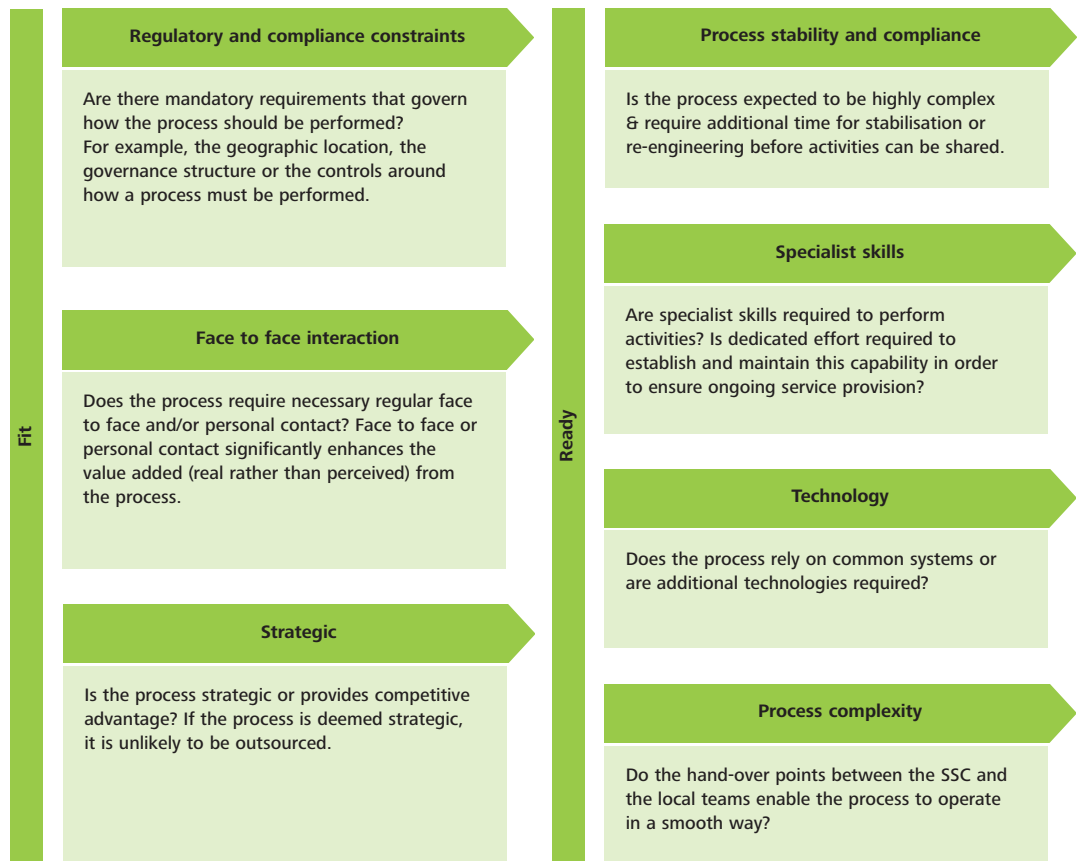 Fit
Regulatory and compliance constraints
Are there mandatory requirements that govern
how the process should be performed?
For example, the geographic location, the
governance structure or the controls around
how a process must be performed.
Face to face interaction
Does the process require necessary regular face
to face and/or personal contact? Face to face or
personal contact significantly enhances the
value added (real rather than perceived) from
the process.
Strategic
Is the process strategic or provides competitive
advantage? If the process is deemed strategic,
it is unlikely to be outsourced.
Ready
Process stability and compliance
Is the process expected to be highly complex
& require additional time for stabilisation or
re-engineering before activities can be shared.
Specialist skills
Are specialist skills required to perform
activities? Is dedicated effort required to
establish and maintain this capability in order
to ensure ongoing service provision?
Technology
Does the process rely on common systems or
are additional technologies required?
Process complexity
Do the hand-over points between the SSC and
the local teams enable the process to operate
in a smooth way?